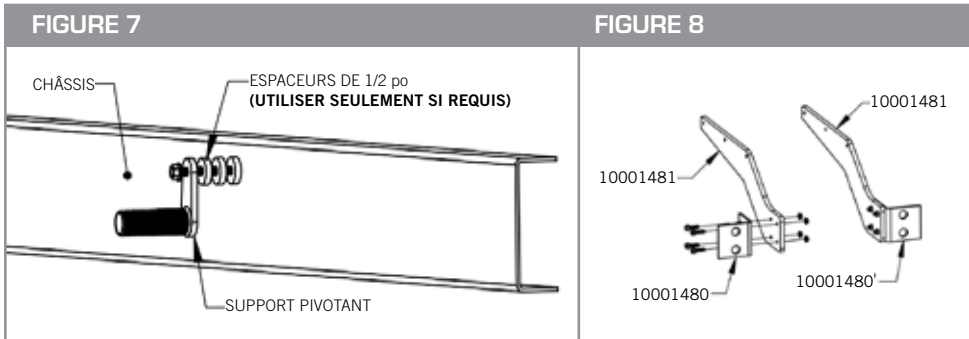 FIGURE 7
CHÂSSIS
ESPACEURS DE 1/2 po
(UTILISER SEULEMENT SI REQUIS)
SUPPORT PIVOTANT
FIGURE 8
10001481
10001481
10001480
10001480'